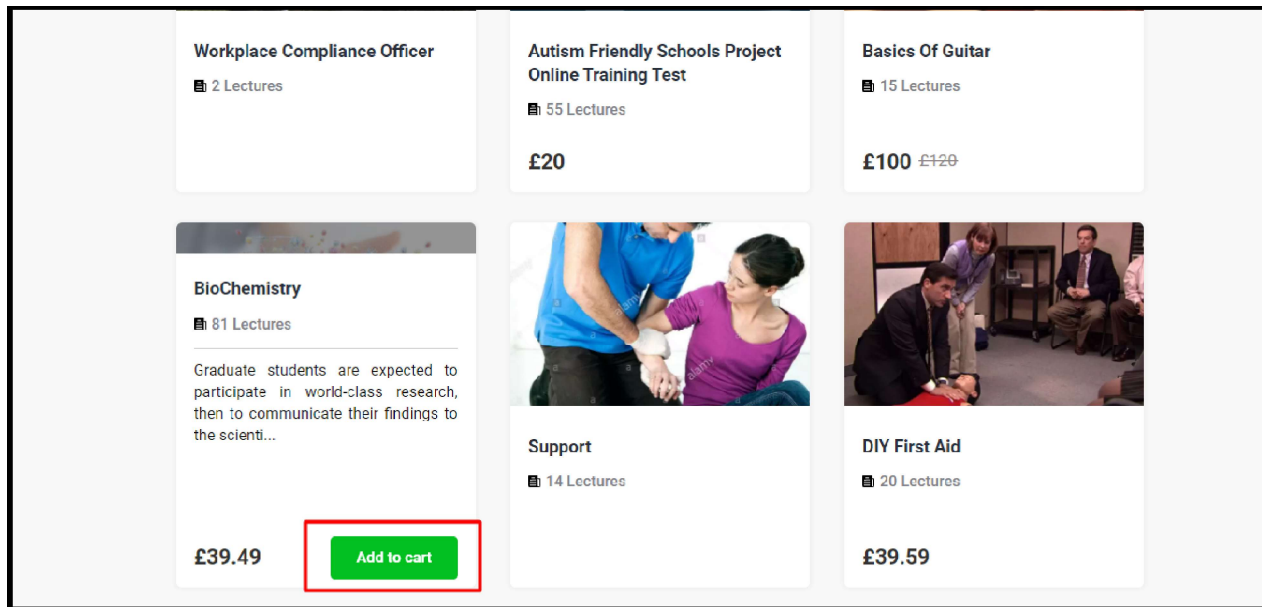 Workplace Compliance Officer
2 Lectures
Autism Friendly Schools Project
Online Training Test
55 Lectures
£20
Basics Of Guitar
15 Lectures
£100 £120
BioChemistry
81 Lectures
Graduate students are expected to
participate in world-class research,
then to communicate their findings to
the scienti...
£39.49
Add to cart
alamy
alamy
Support
14 Lectures
DIY First Aid
20 Lectures
£39.59